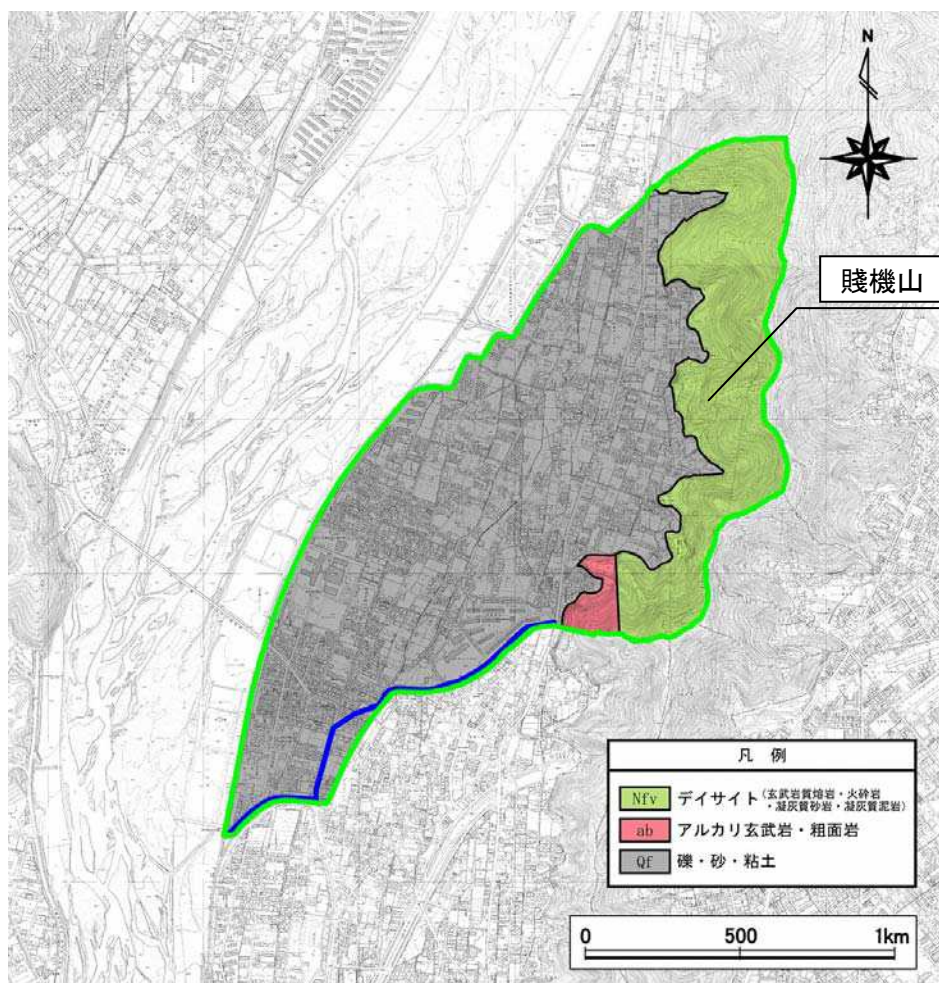 N
賤機山
凡 例
Nfv デイサイト(玄武岩質熔岩・火砕岩
・凝灰質砂岩・凝灰質泥岩)
ab アルカリ玄武岩・粗面岩
Qf 礫・砂・粘土
0 500 1km